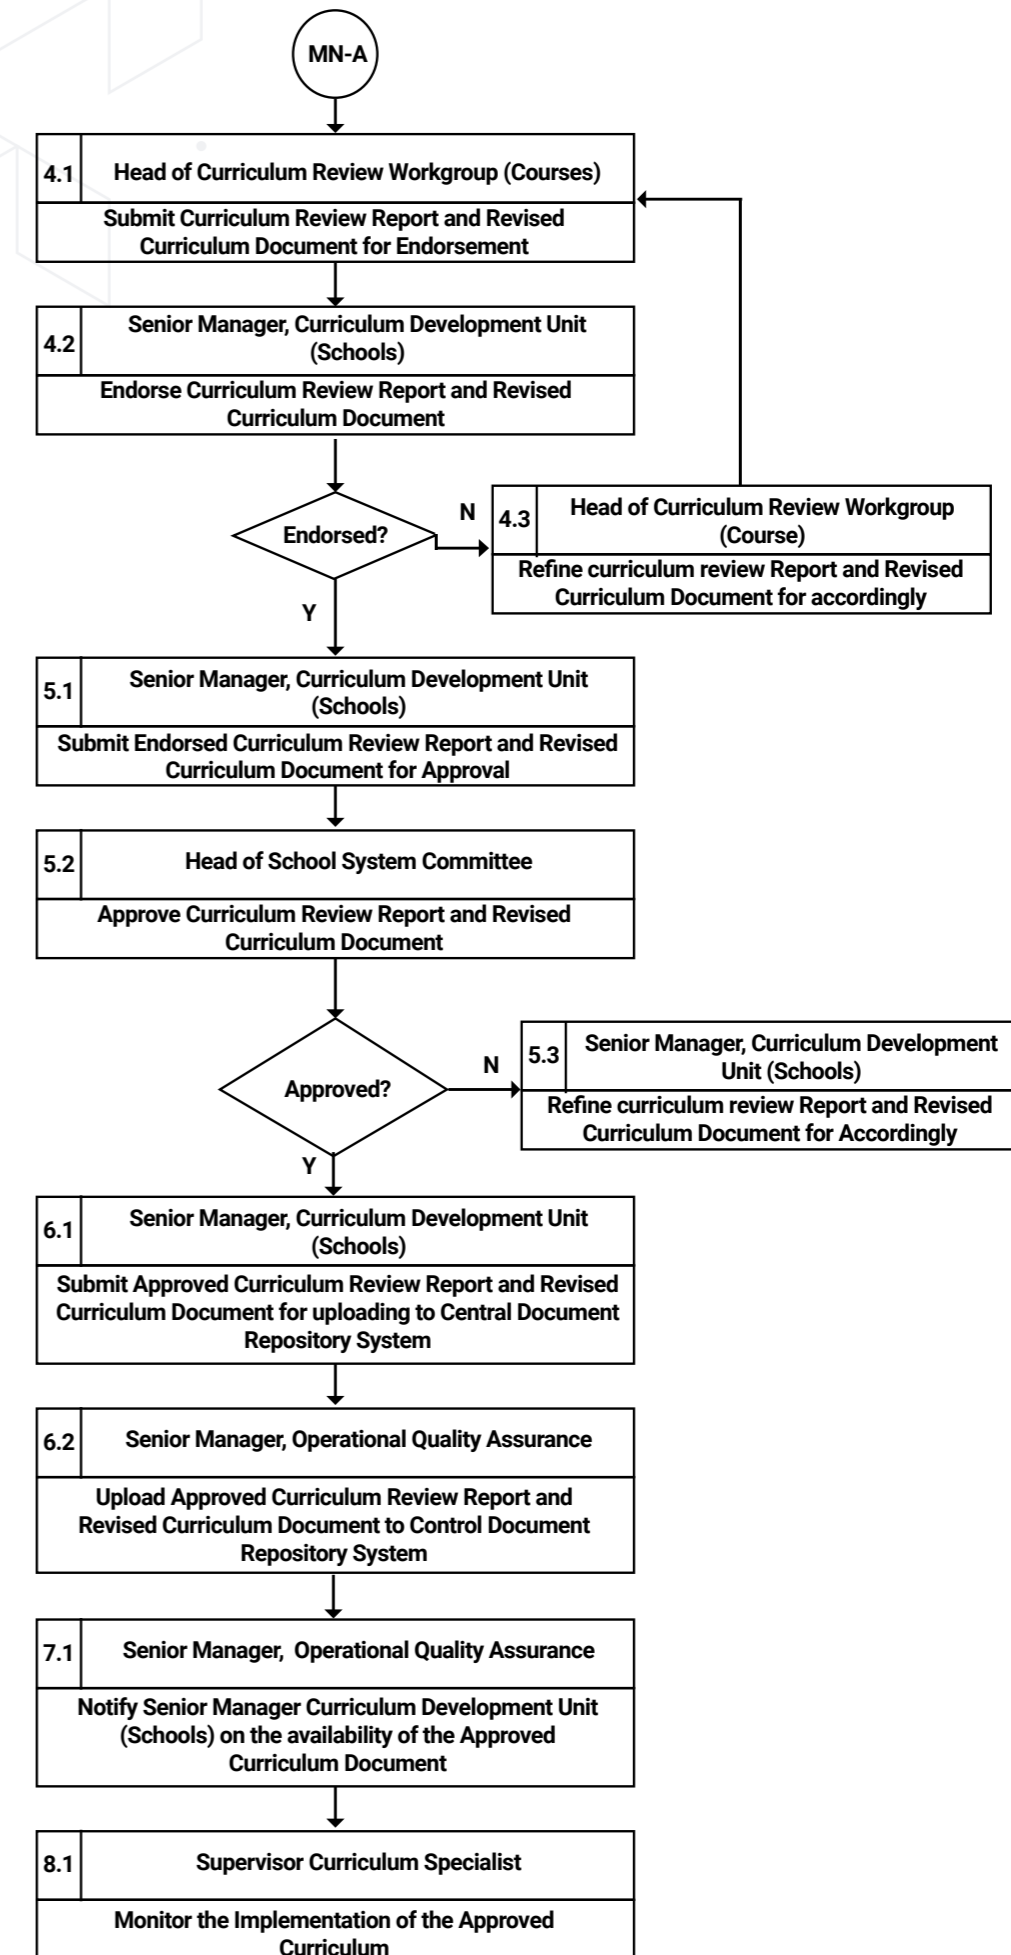 MN-A
4.1
Head of Curriculum Review Workgroup (Courses)
Submit Curriculum Review Report and Revised
Curriculum Document for Endorsement
4.2
Senior Manager, Curriculum Development Unit
(Schools)
Endorse Curriculum Review Report and Revised
Curriculum Document
Endorsed?
N
4.3
Head of Curriculum Review Workgroup
(Course)
Refine curriculum review Report and Revised
Curriculum Document for accordingly
Y
5.1
Senior Manager, Curriculum Development Unit
(Schools)
Submit Endorsed Curriculum Review Report and Revised
Curriculum Document for Approval
5.2
Head of School System Committee
Approve Curriculum Review Report and Revised
Curriculum Document
Approved?
N
5.3
Senior Manager, Curriculum Development
Unit (Schools)
Refine curriculum review Report and Revised
Curriculum Document for Accordingly
Y
6.1
Senior Manager, Curriculum Development Unit
(Schools)
Submit Approved Curriculum Review Report and Revised
Curriculum Document for uploading to Central Document
Repository System
6.2
Senior Manager, Operational Quality Assurance
Upload Approved Curriculum Review Report and
Revised Curriculum Document to Control Document
Repository System
7.1
Senior Manager, Operational Quality Assurance
Notify Senior Manager Curriculum Development Unit
(Schools) on the availability of the Approved
Curriculum Document
8.1
Supervisor Curriculum Specialist
Monitor the Implementation of the Approved
Curriculum